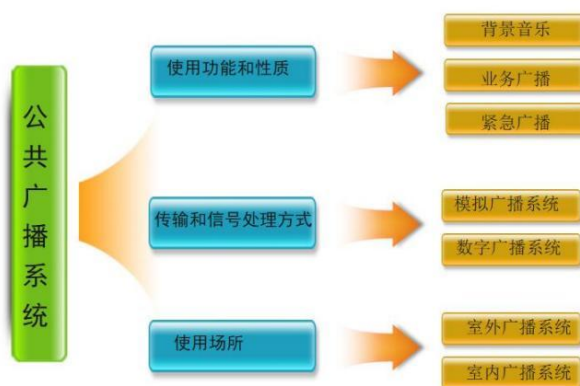 公共广播系统
使用功能和性质
背景音乐
业务广播
紧急广播
传输和信号处理方式
模拟广播系统
数字广播系统
使用场所
室外广播系统
室内广播系统